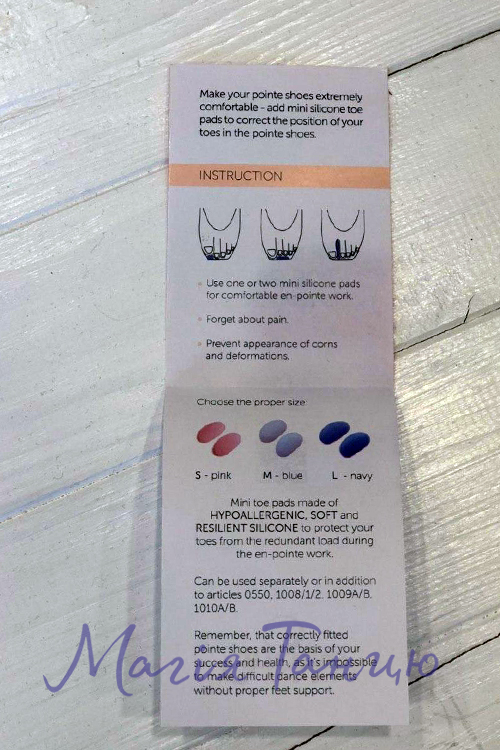 Make your pointe shoes extremely
comfortable - add mini silicone toe
pads to correct the position of your
toes in the pointe shoes.
INSTRUCTION
Use one or two mini silicone pads
for comfortable en-pointe work.
Forget about pain.
Prevent appearance of corns
and deformations.
Choose the proper size:
S - pink M - blue L - navy
Mini toe pads made of
HYPOALLERGENIC, SOFT and
RESILIENT SILICONE to protect your
toes from the redundant load during
the en-pointe work.
Can be used separately or in addition
to articles 0550, 1008/1/2, 1009A/B,
1010A/B.
Remember, that correctly fitted
pointe shoes are the basis of your
success and health, as it's impossible
to make difficult dance elements
without proper feet support.
Магия Танцю